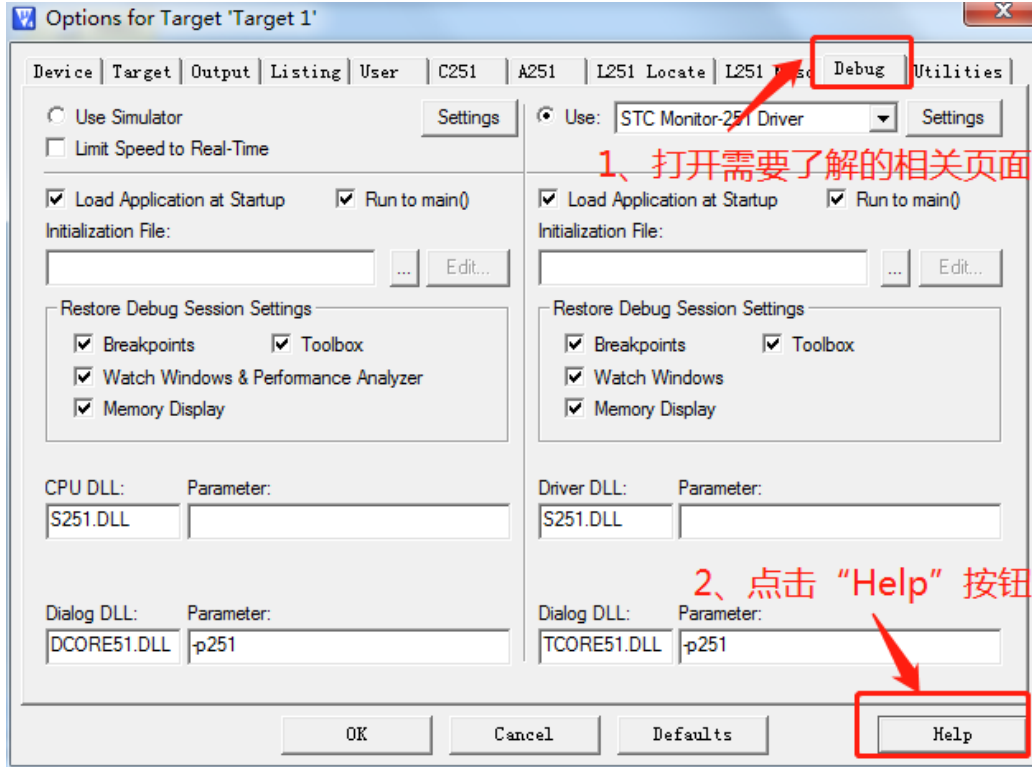 Options for Target 'Target 1'
Device Target Output Listing User C251 A251 L251 Locate L251 Debug Utilities
Use Simulator Settings Use: STC Monitor-251 Driver Settings
Limit Speed to Real-Time
1、打开需要了解的相关页面
Load Application at Startup Run to main() Load Application at Startup Run to main()
Initialization File: Initialization File:
... Edit... ... Edit...
Restore Debug Session Settings Restore Debug Session Settings
Breakpoints Toolbox Breakpoints Toolbox
Watch Windows & Performance Analyzer Watch Windows
Memory Display Memory Display
CPU DLL: Parameter: Driver DLL: Parameter:
S251.DLL S251.DLL
2、点击“Help”按钮
Dialog DLL: Parameter: Dialog DLL: Parameter:
DCORE51.DLL -p251 TCORE51.DLL -p251
OK Cancel Defaults Help